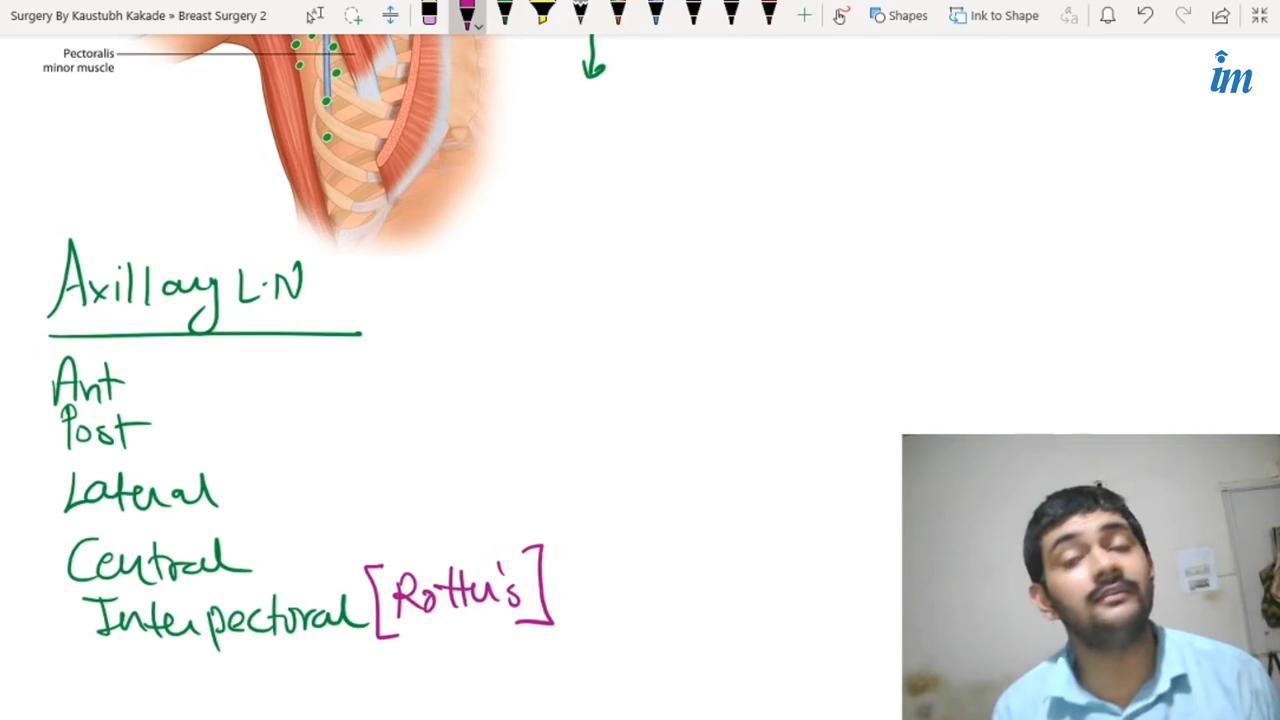 Surgery By Kaustubh Kakade » Breast Surgery 2
Shapes
Ink to Shape
Pectoralis
minor muscle
im
Axillary L.N
Ant
Post
Lateral
Central
Interpectoral [Rotter's]